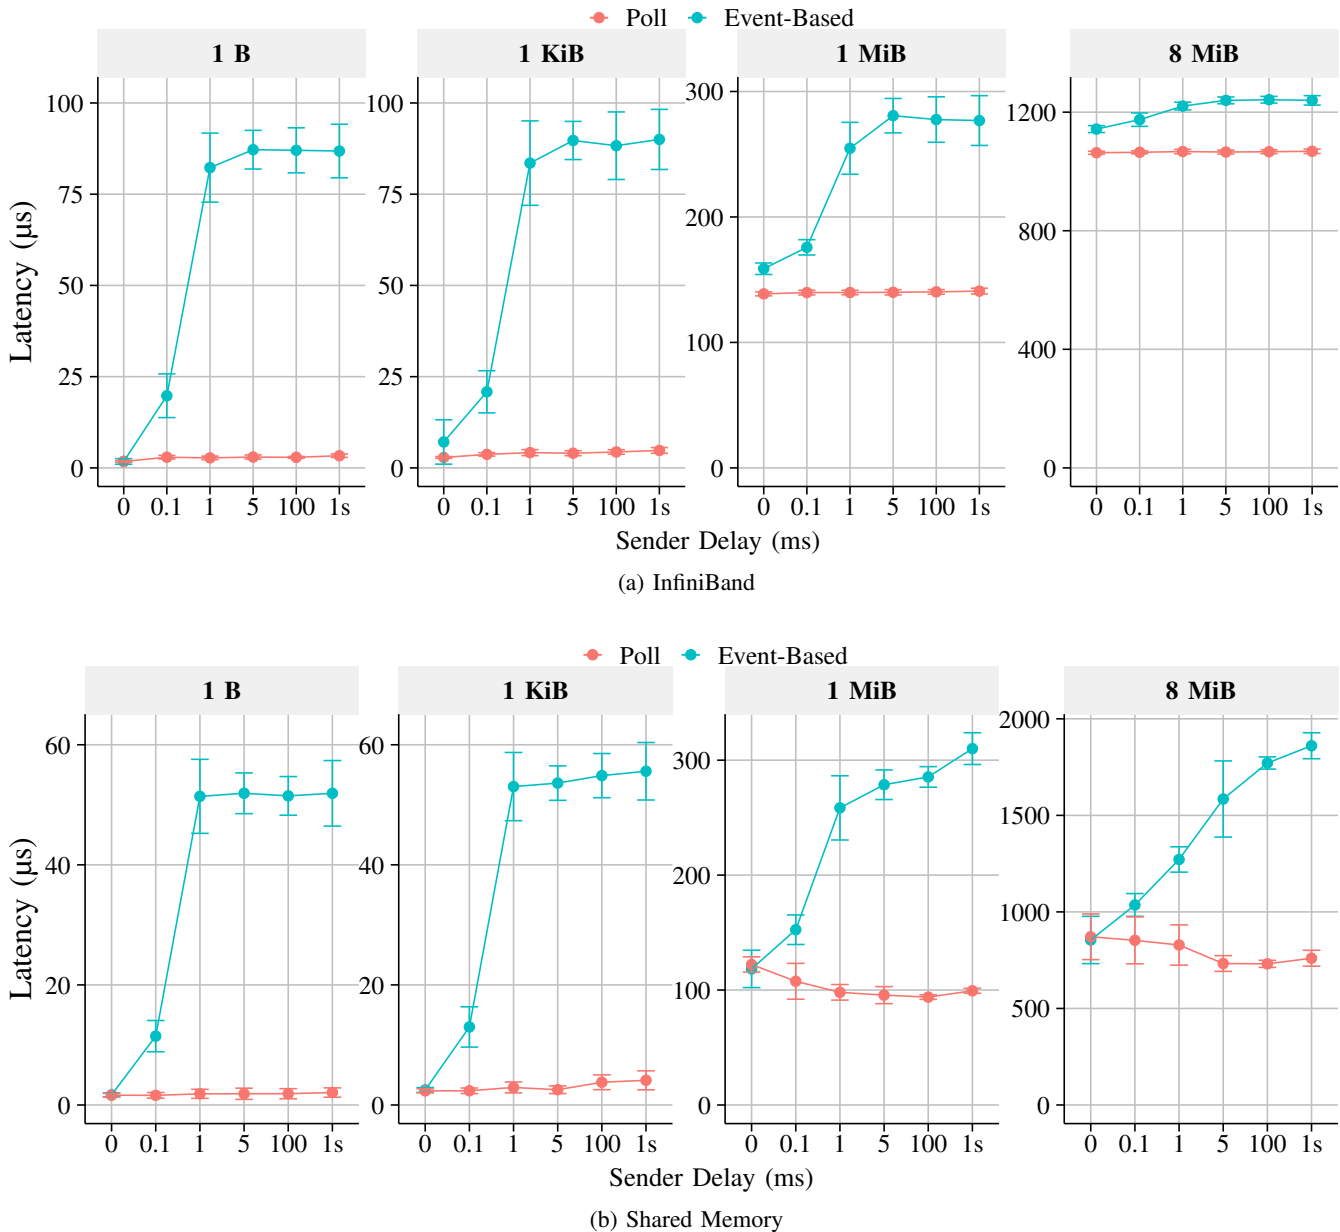 Poll Event-Based
1 B 1 KiB 1 MiB 8 MiB
Latency (µs)
100 75 50 25 0
100 75 50 25 0
300 200 100 0
1200 800 400 0
0 0.1 1 5 100 1s 0 0.1 1 5 100 1s 0 0.1 1 5 100 1s 0 0.1 1 5 100 1s
Sender Delay (ms)
(a) InfiniBand
Poll Event-Based
1 B 1 KiB 1 MiB 8 MiB
Latency (µs)
60 40 20 0
60 40 20 0
300 200 100 0
2000 1500 1000 500 0
0 0.1 1 5 100 1s 0 0.1 1 5 100 1s 0 0.1 1 5 100 1s 0 0.1 1 5 100 1s
Sender Delay (ms)
(b) Shared Memory